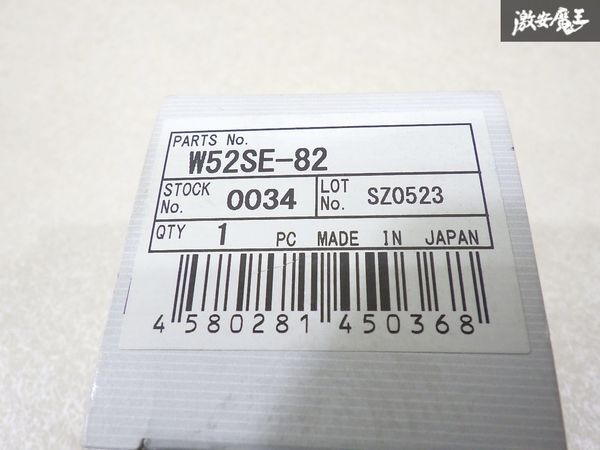 激安魔王
PARTS No.
W52SE-82
STOCK No. 0034 LOT No. SZ0523
QTY 1 PC MADE IN JAPAN
4 580281 450368